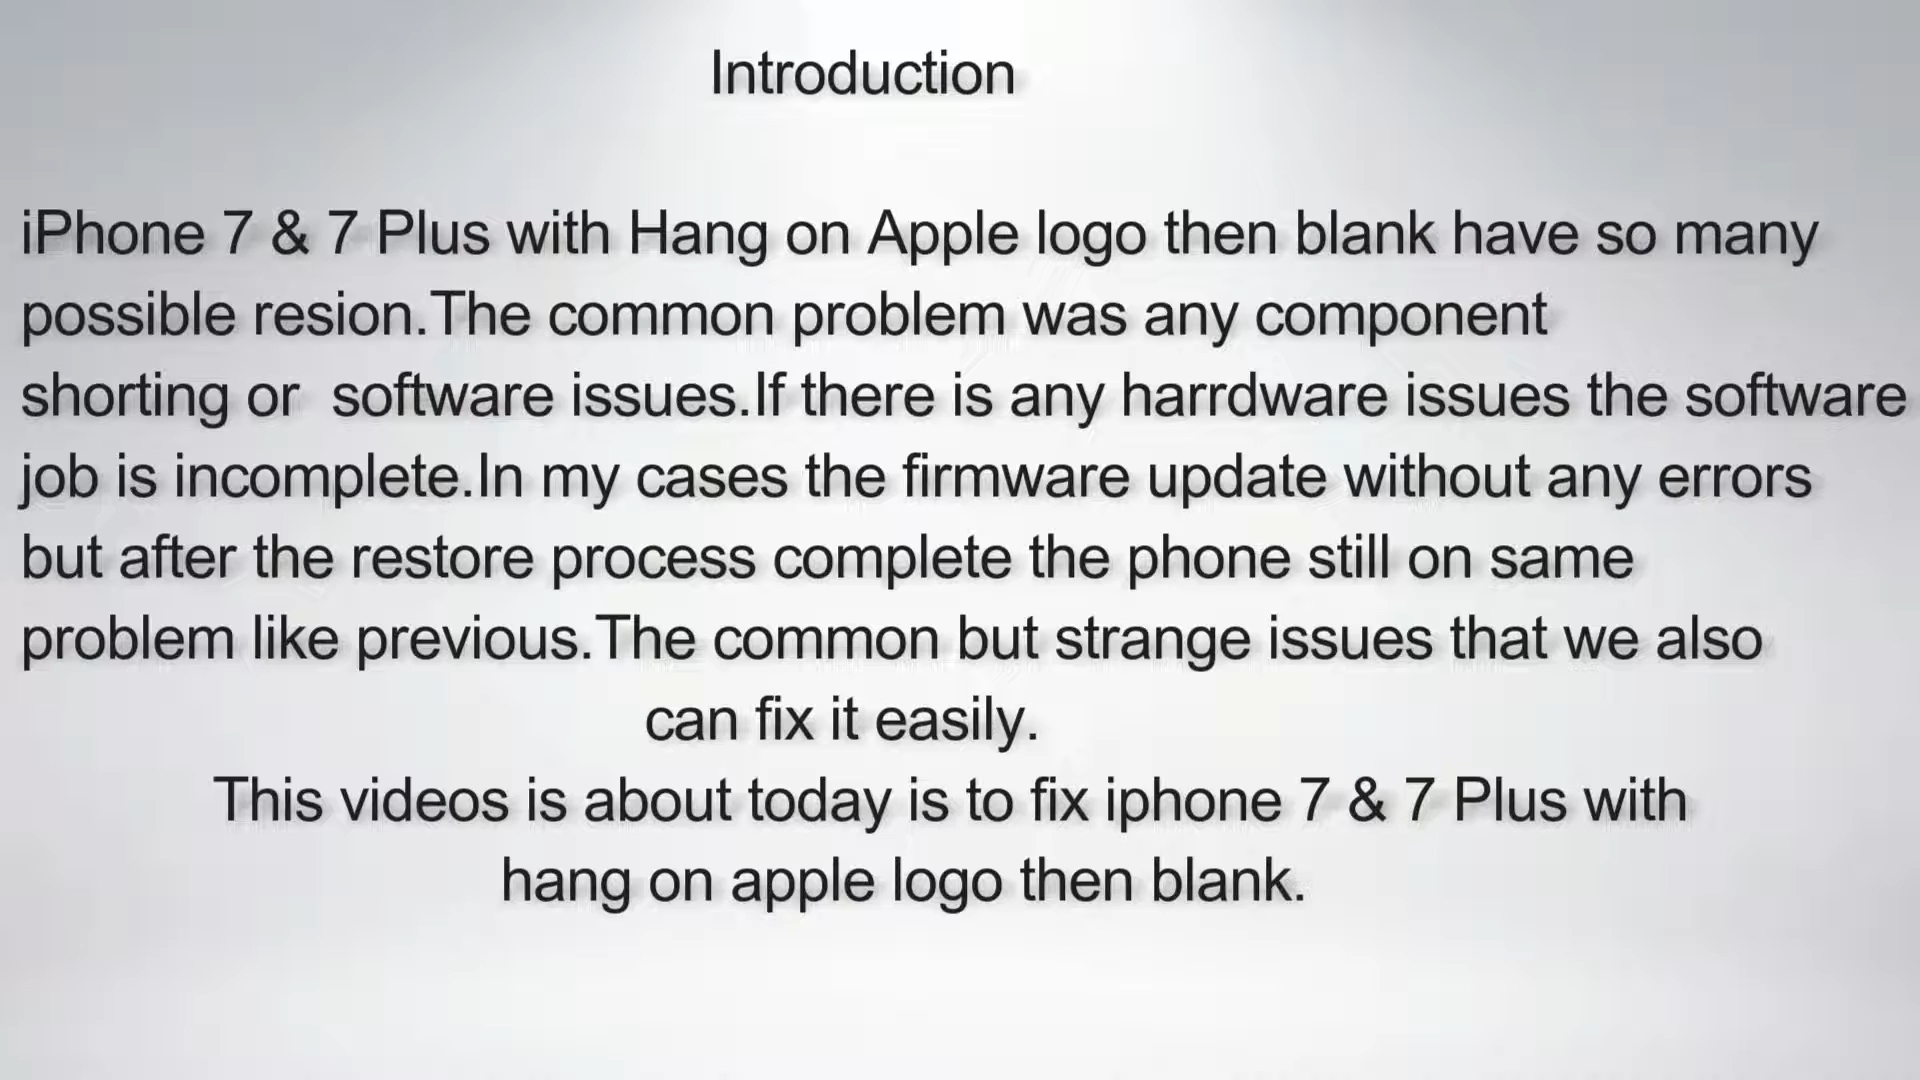 Introduction
iPhone 7 & 7 Plus with Hang on Apple logo then blank have so many
possible resion.The common problem was any component
shorting or  software issues.If there is any harrdware issues the software
job is incomplete.In my cases the firmware update without any errors
but after the restore process complete the phone still on same
problem like previous.The common but strange issues that we also
can fix it easily.
This videos is about today is to fix iphone 7 & 7 Plus with
hang on apple logo then blank.